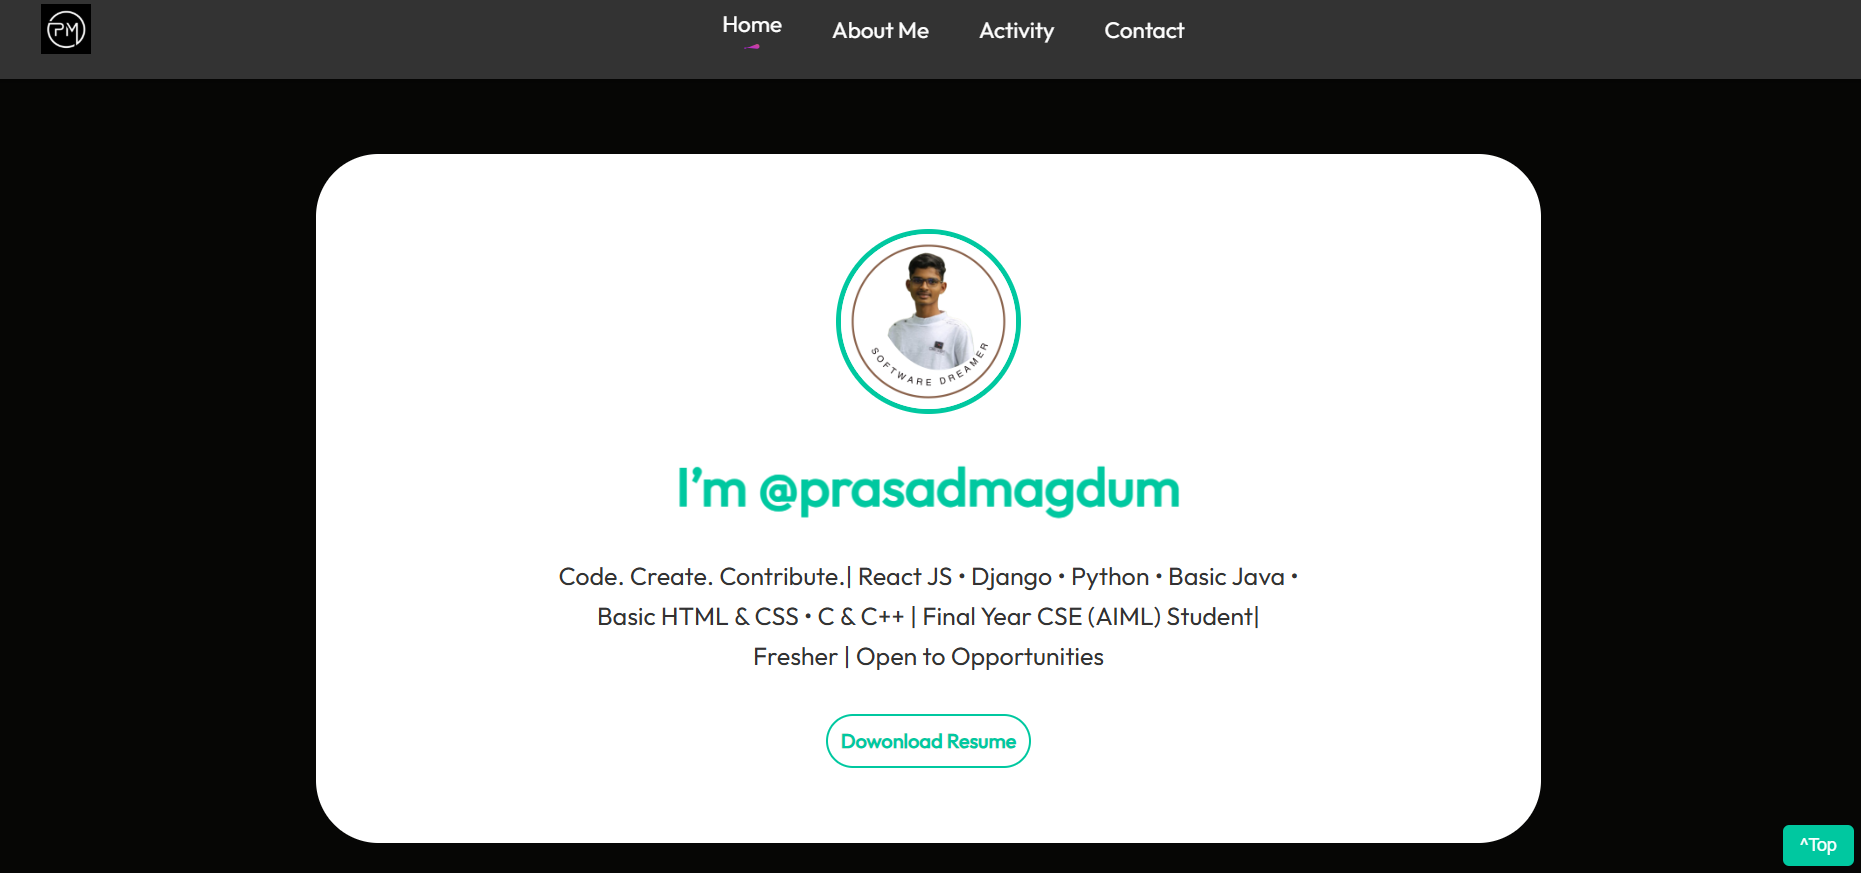 PM
Home
About Me
Activity
Contact
SOFTWARE DREAMER
I’m @prasadmagdum
Code. Create. Contribute.| React JS • Django • Python • Basic Java •
Basic HTML & CSS • C & C++ | Final Year CSE (AIML) Student|
Fresher | Open to Opportunities
Dowonload Resume
^Top